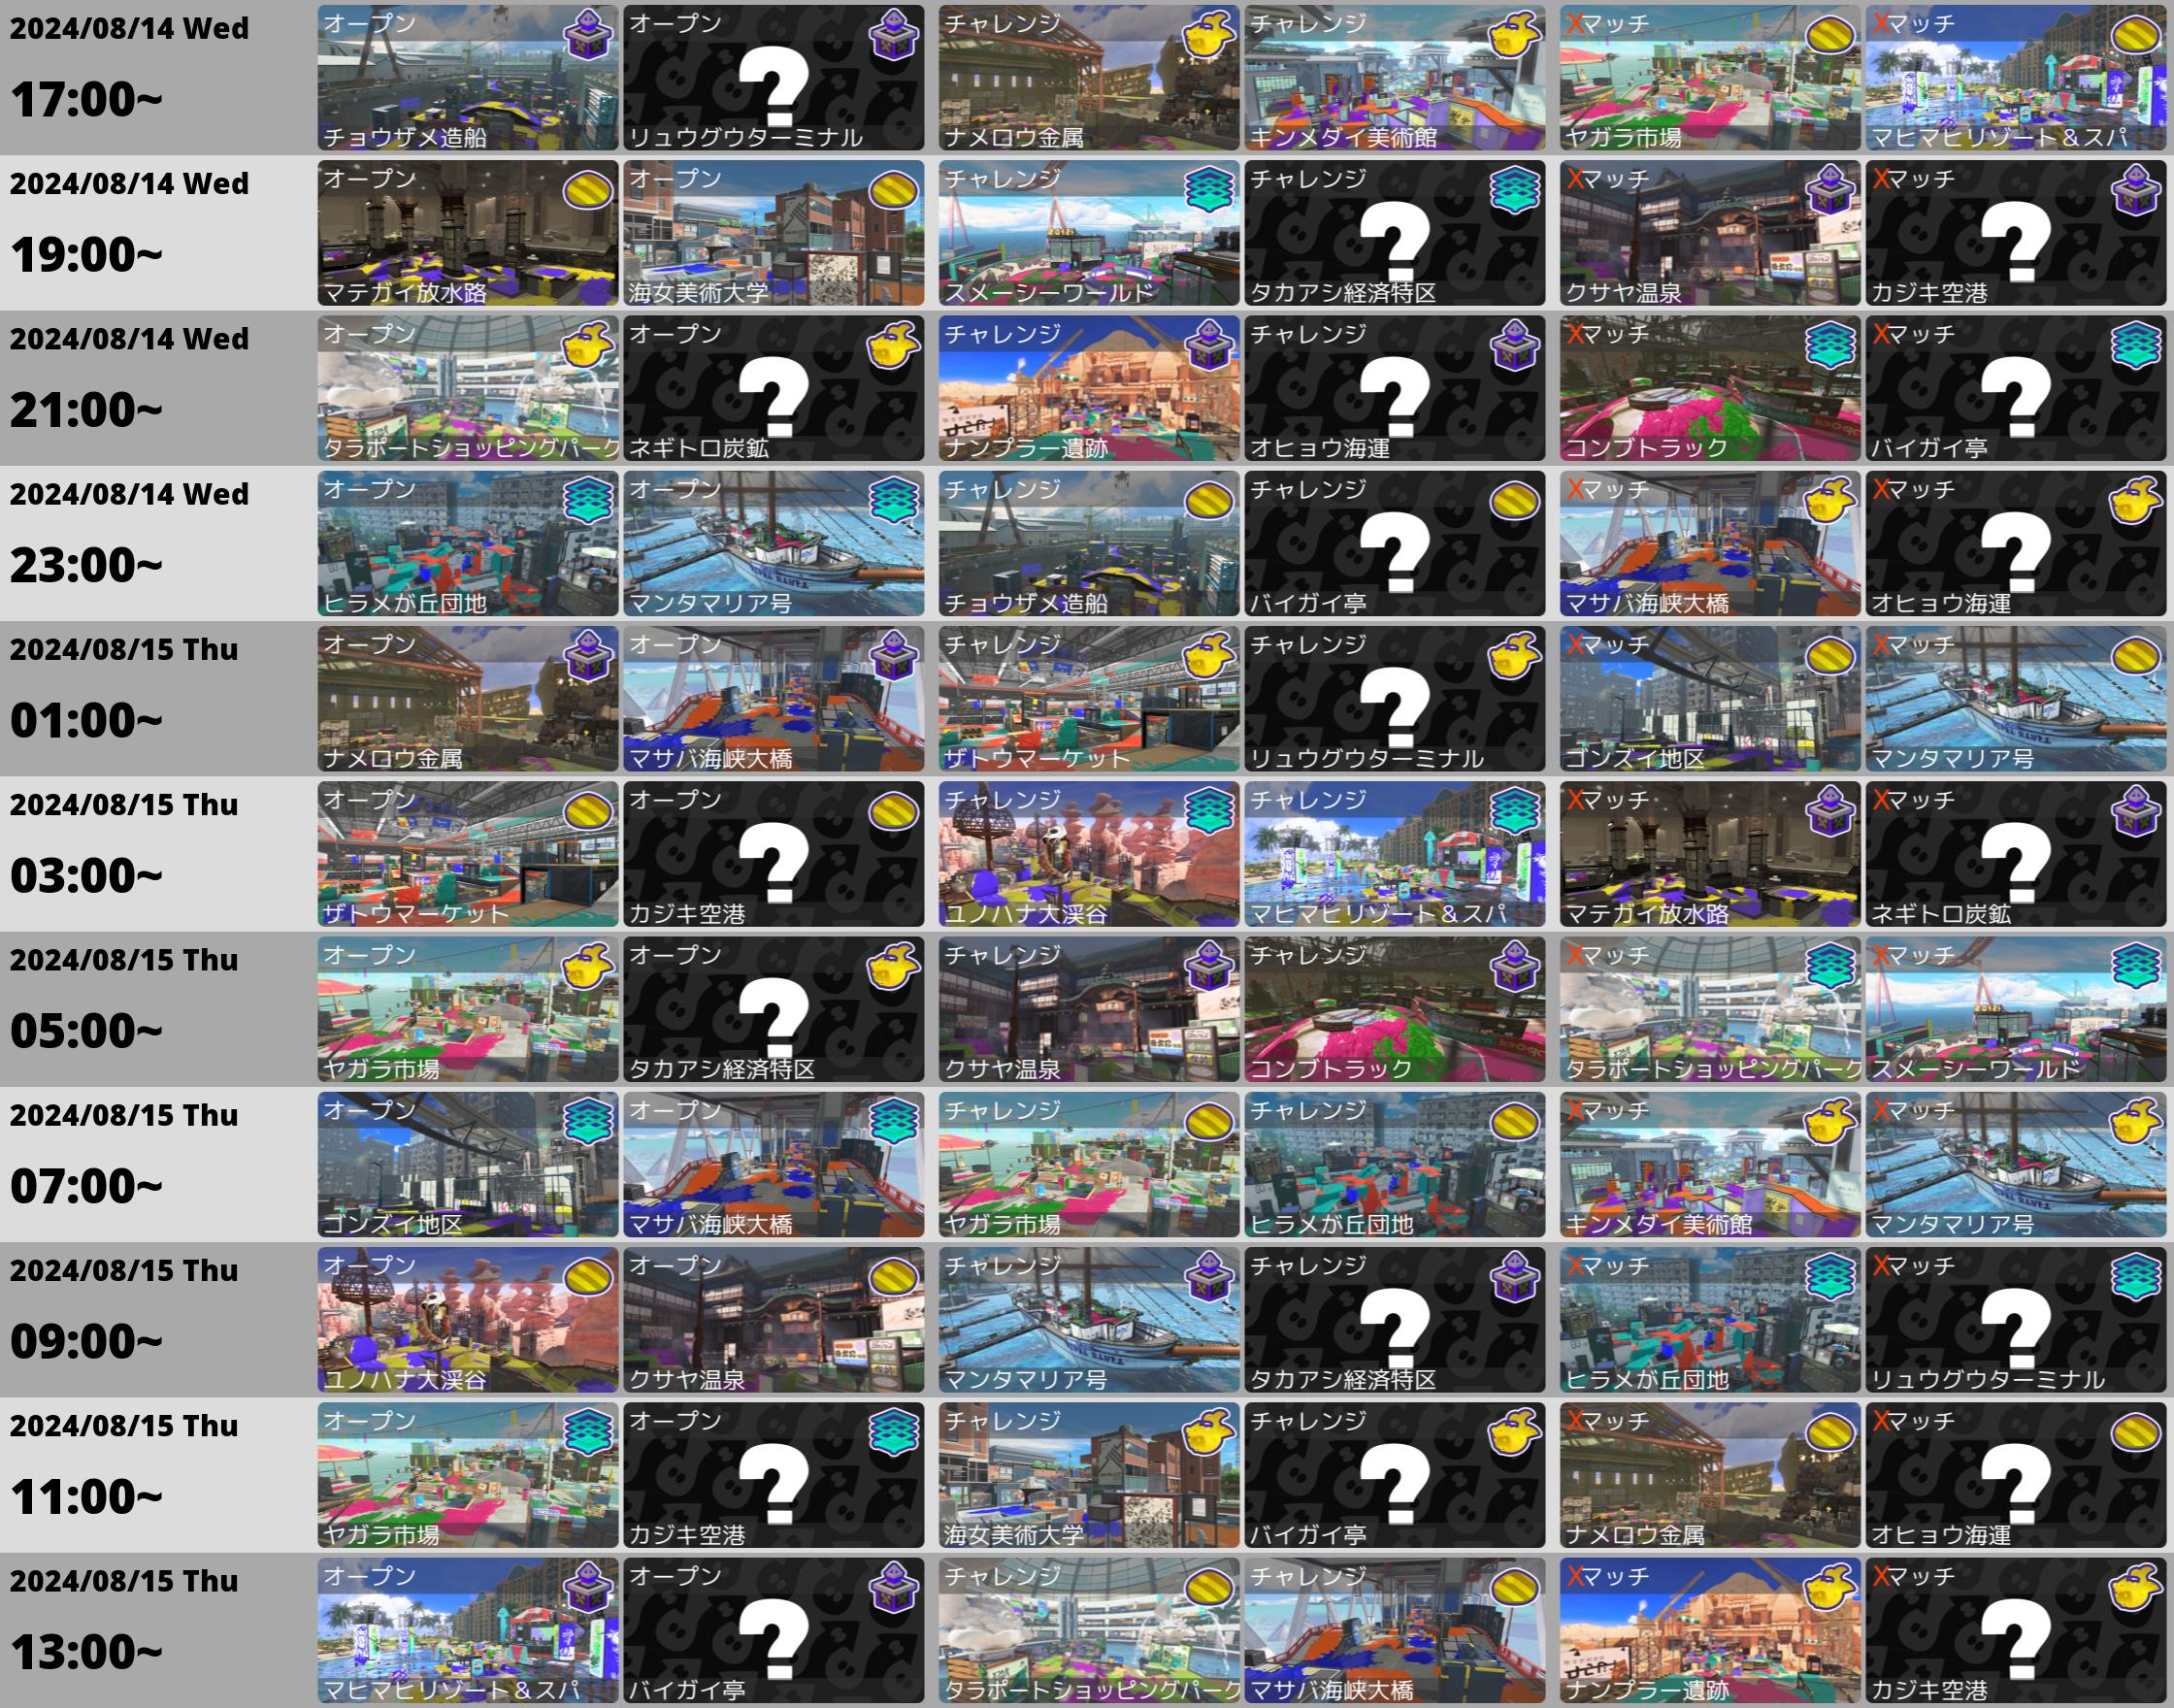 2024/08/14 Wed
17:00~
オープン
チョウザメ造船
オープン
リュウグウターミナル
チャレンジ
ナメロウ金属
チャレンジ
キンメダイ美術館
Xマッチ
ヤガラ市場
Xマッチ
マヒマヒリゾート＆スパ
2024/08/14 Wed
19:00~
オープン
マテガイ放水路
オープン
海女美術大学
チャレンジ
スメーシーワールド
チャレンジ
タカアシ経済特区
Xマッチ
クサヤ温泉
Xマッチ
カジキ空港
2024/08/14 Wed
21:00~
オープン
タラポートショッピングパーク
オープン
ネギトロ炭鉱
チャレンジ
ナンプラー遺跡
チャレンジ
オヒョウ海運
Xマッチ
コンブトラック
Xマッチ
バイガイ亭
2024/08/14 Wed
23:00~
オープン
ヒラメが丘団地
オープン
マンタマリア号
チャレンジ
チョウザメ造船
チャレンジ
バイガイ亭
Xマッチ
マサバ海峡大橋
Xマッチ
オヒョウ海運
2024/08/15 Thu
01:00~
オープン
ナメロウ金属
オープン
マサバ海峡大橋
チャレンジ
ザトウマーケット
チャレンジ
リュウグウターミナル
Xマッチ
ゴンズイ地区
Xマッチ
マンタマリア号
2024/08/15 Thu
03:00~
オープン
ザトウマーケット
オープン
カジキ空港
チャレンジ
ユノハナ大渓谷
チャレンジ
マヒマヒリゾート＆スパ
Xマッチ
マテガイ放水路
Xマッチ
ネギトロ炭鉱
2024/08/15 Thu
05:00~
オープン
ヤガラ市場
オープン
タカアシ経済特区
チャレンジ
クサヤ温泉
チャレンジ
コンブトラック
Xマッチ
タラポートショッピングパーク
Xマッチ
スメーシーワールド
2024/08/15 Thu
07:00~
オープン
ゴンズイ地区
オープン
マサバ海峡大橋
チャレンジ
ヤガラ市場
チャレンジ
ヒラメが丘団地
Xマッチ
キンメダイ美術館
Xマッチ
マンタマリア号
2024/08/15 Thu
09:00~
オープン
ユノハナ大渓谷
オープン
クサヤ温泉
チャレンジ
マンタマリア号
チャレンジ
タカアシ経済特区
Xマッチ
ヒラメが丘団地
Xマッチ
リュウグウターミナル
2024/08/15 Thu
11:00~
オープン
ヤガラ市場
オープン
カジキ空港
チャレンジ
海女美術大学
チャレンジ
バイガイ亭
Xマッチ
ナメロウ金属
Xマッチ
オヒョウ海運
2024/08/15 Thu
13:00~
オープン
マヒマヒリゾート＆スパ
オープン
バイガイ亭
チャレンジ
タラポートショッピングパーク
チャレンジ
マサバ海峡大橋
Xマッチ
ナンプラー遺跡
Xマッチ
カジキ空港